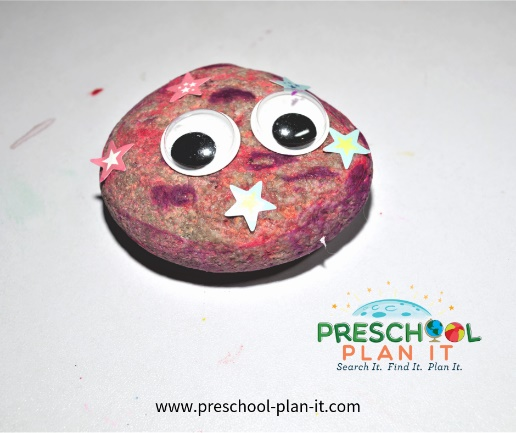 PRESCHOOL
PLAN IT
Search It. Find It. Plan It.
www.preschool-plan-it.com